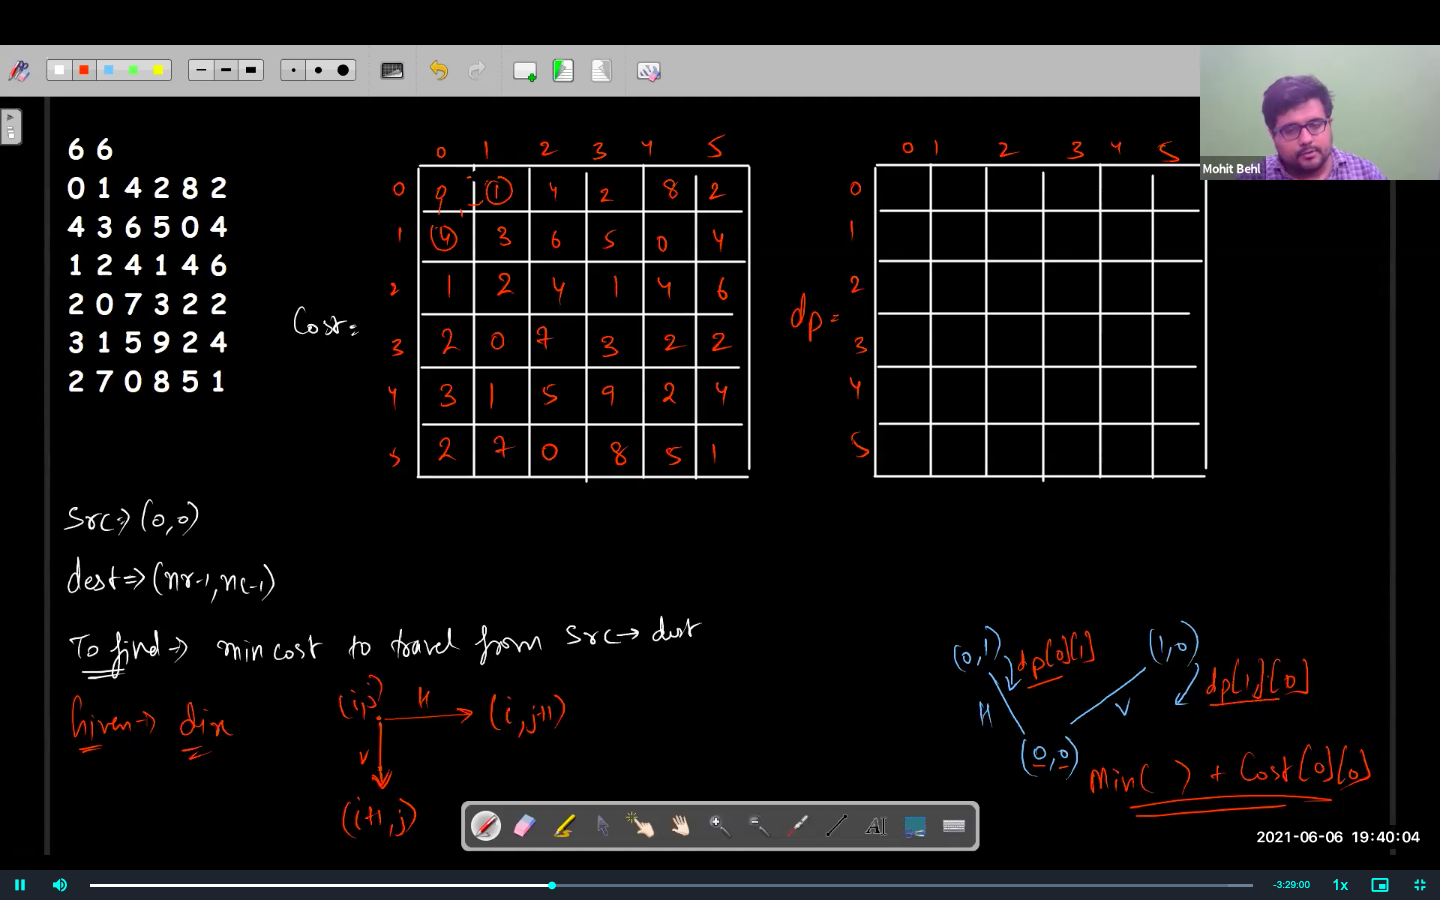 6 6
0 1 4 2 8 2
4 3 6 5 0 4
1 2 4 1 4 6
2 0 7 3 2 2
3 1 5 9 2 4
2 7 0 8 5 1
0 1 2 3 4 5
0 0 1 4 2 8 2
1 4 3 6 5 0 4
2 1 2 4 1 4 6
Cost=
3 2 0 7 3 2 2
4 3 1 5 9 2 4
5 2 7 0 8 5 1
0 1 2 3 4 5
0
1
2
dp=
3
4
5
Mohit Behl
Src=> (0,0)
dest=> (nr-1, nc-1)
To find=> min cost to travel from src→ dest
Given→ dir
(i,j) H (i, j+1)
V
(i+1, j)
(0,1) dp[0][1] (1,0) dp[1][0]
H V
(0,0)
Min( ) + Cost[0][0]
AI
2021-06-06 19:40:04
-3:29:00 1x